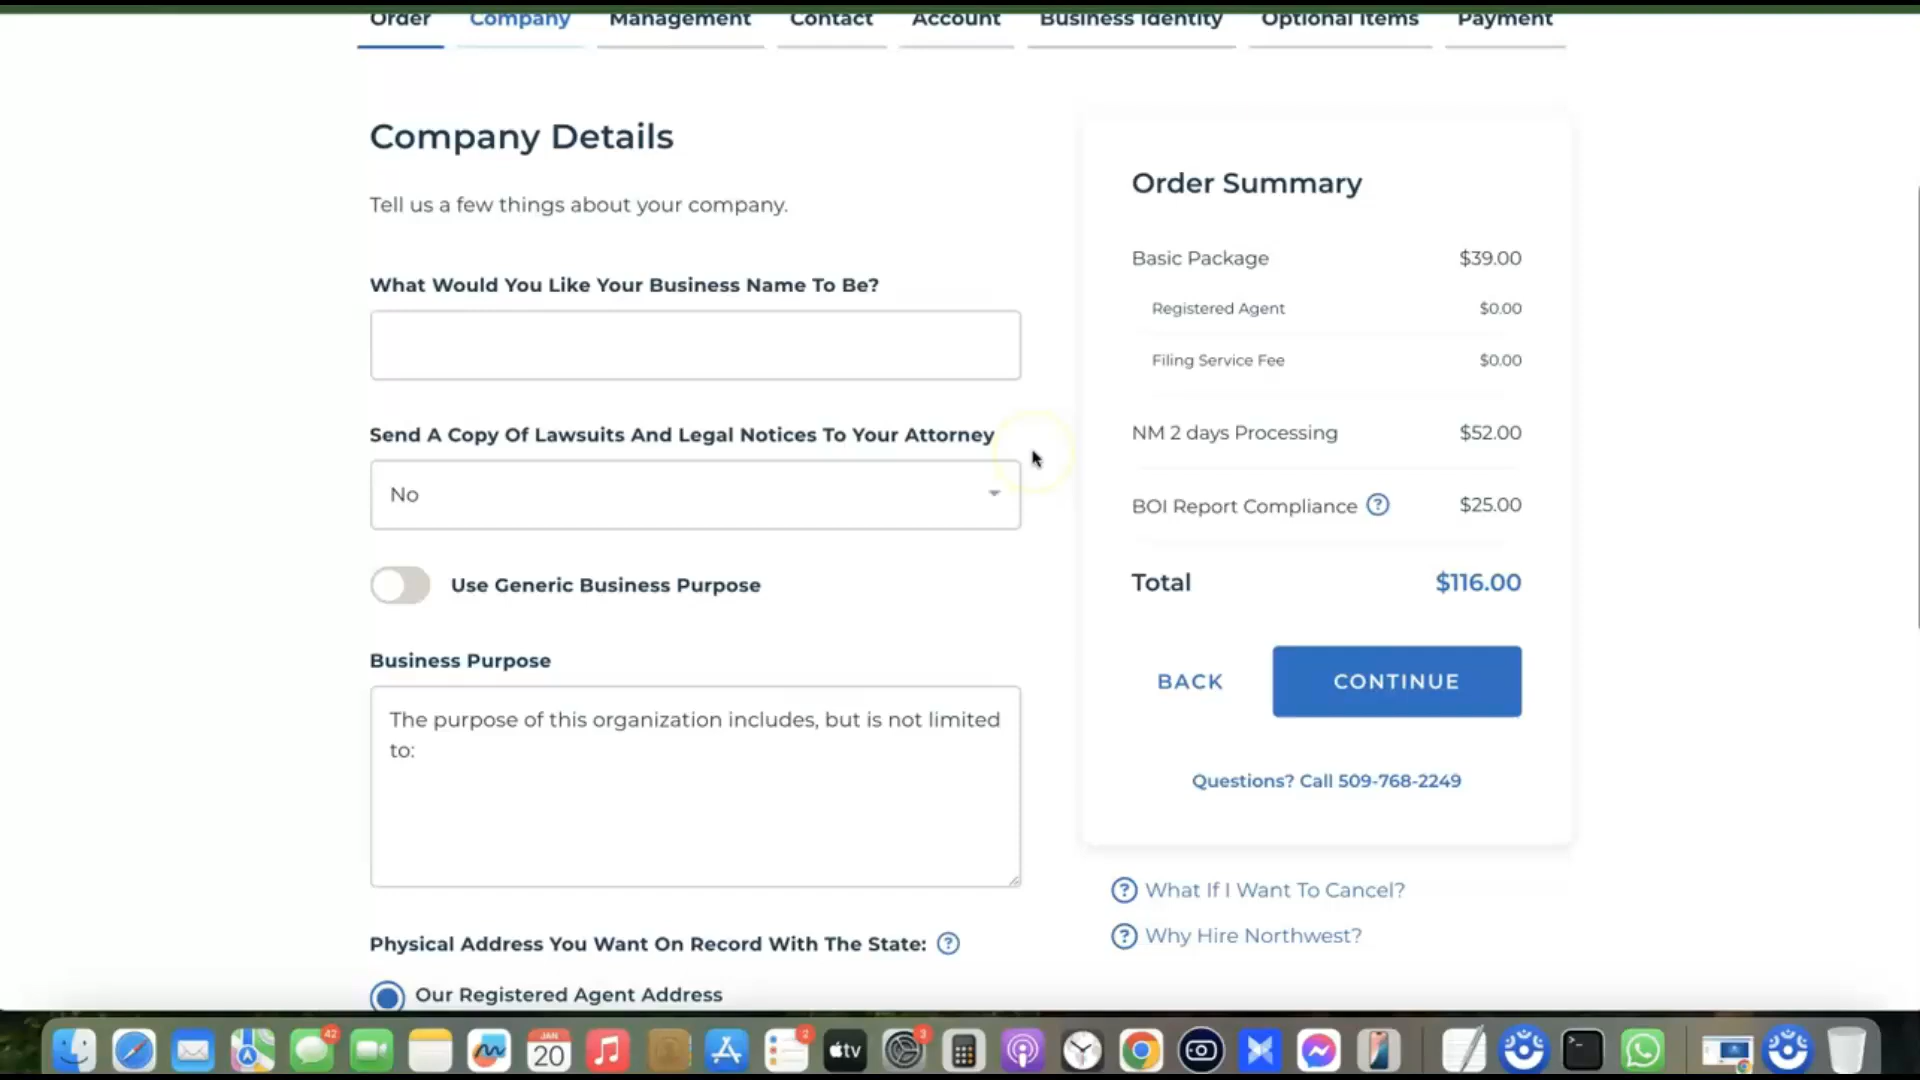 Order Company Management Contact Account Business Identity Optional Items Payment
Company Details
Tell us a few things about your company.
What Would You Like Your Business Name To Be?
Send A Copy Of Lawsuits And Legal Notices To Your Attorney
No
Use Generic Business Purpose
Business Purpose
The purpose of this organization includes, but is not limited
to:
Physical Address You Want On Record With The State: ?
Our Registered Agent Address
Order Summary
Basic Package $39.00
Registered Agent $0.00
Filing Service Fee $0.00
NM 2 days Processing $52.00
BOI Report Compliance ? $25.00
Total $116.00
BACK CONTINUE
Questions? Call 509-768-2249
? What If I Want To Cancel?
? Why Hire Northwest?
42
JAN
20
2
tv
3